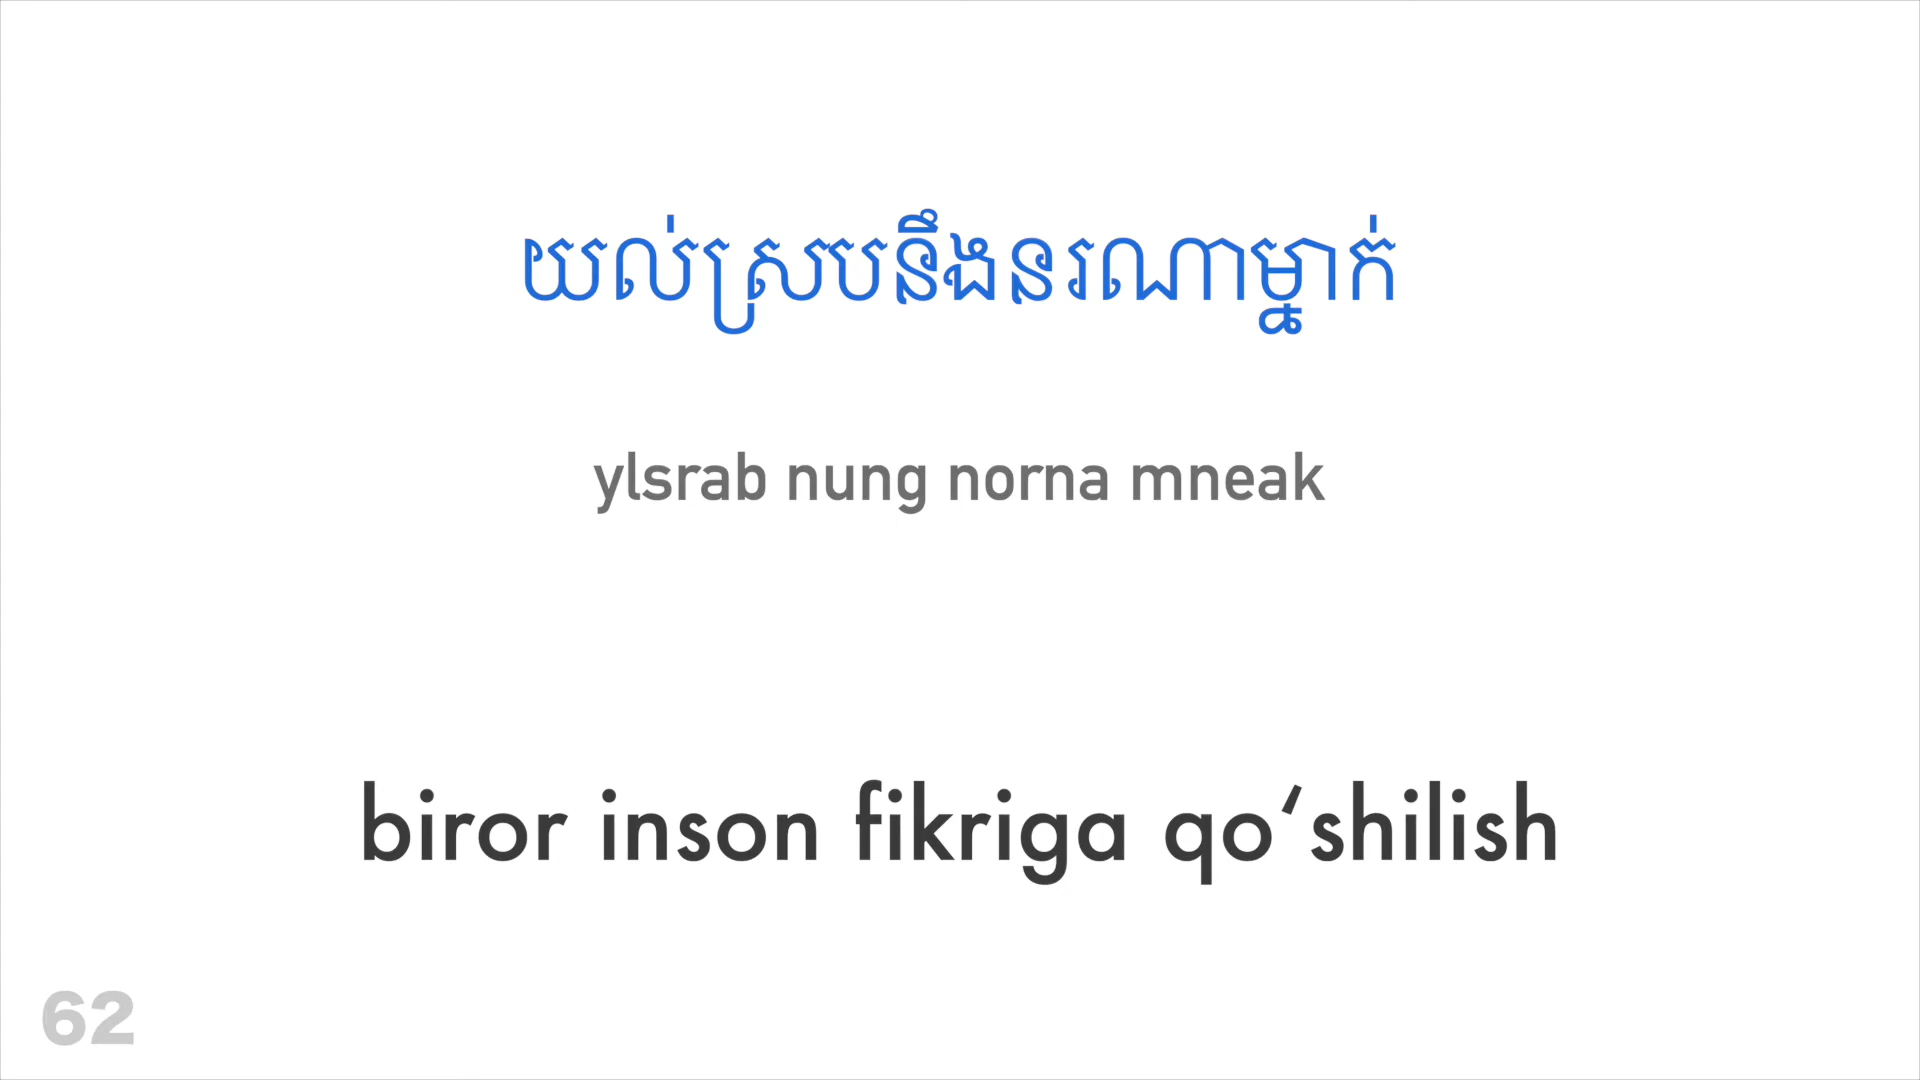 យល់ស្របនឹងនរណាម្នាក់
ylsrab nung norna mneak
biror inson fikriga qo‘shilish
62